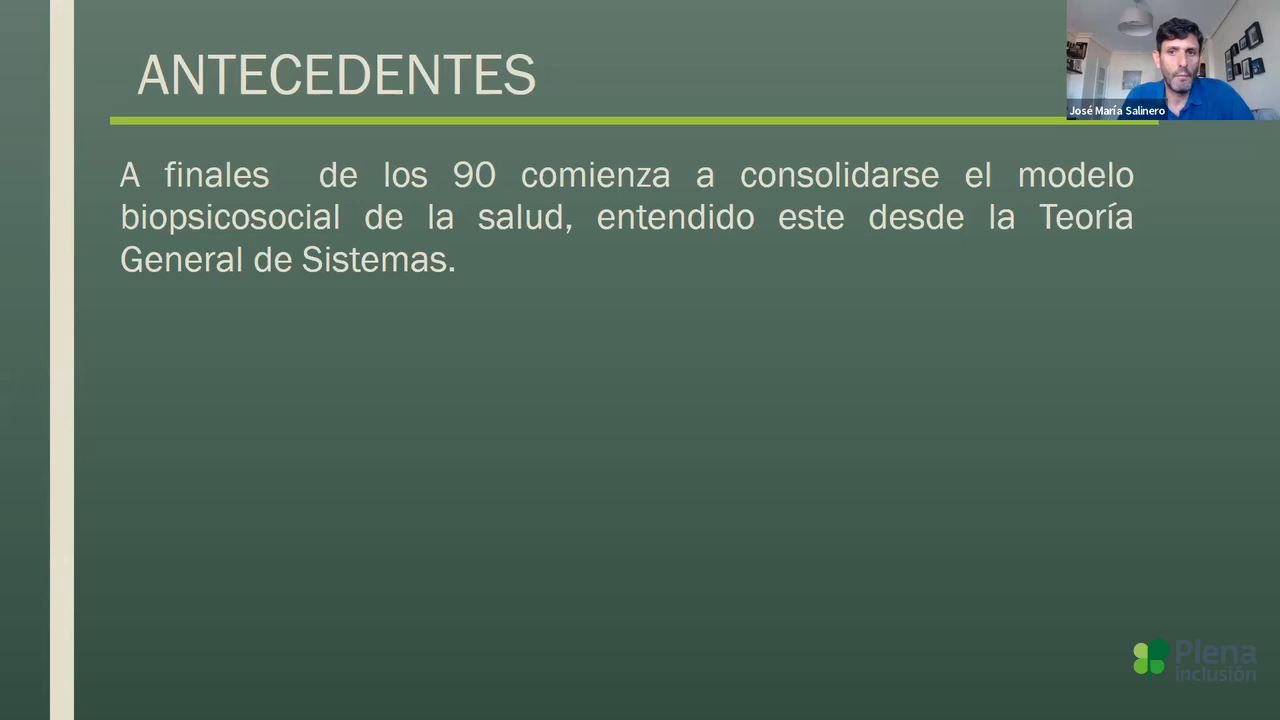 ANTECEDENTES
José María Salinero
A finales de los 90 comienza a consolidarse el modelo
biopsicosocial de la salud, entendido este desde la Teoría
General de Sistemas.
Plena
inclusión